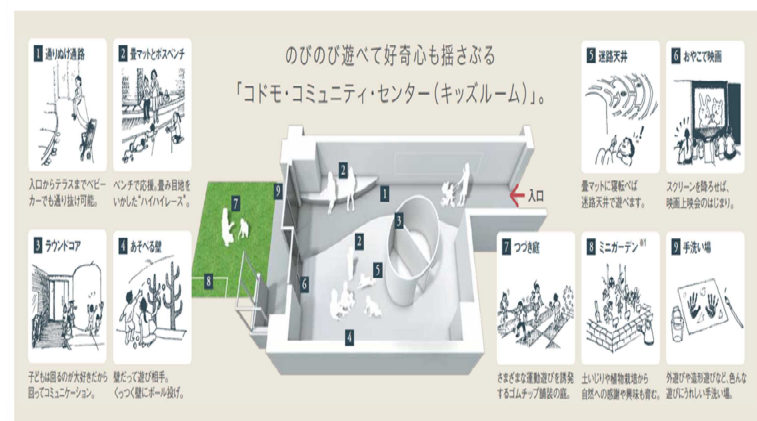 のびのび遊べて好奇心も揺さぶる
「コドモ・コミュニティ・センター（キッズルーム）」。
1 通りぬけ通路
入口からテラスまでベビー
カーでも通り抜け可能。
2 畳マットとボスベンチ
ベンチで応援。畳み目地を
いかした“ハイハイレース”。
3 ラウンドコア
子どもは回るのが大好きだから
回ってコミュニケーション。
4 あそべる壁
壁だって遊び相手。
くっつく壁にボール投げ。
7
8
9
2
1
3
2
5
6
4
入口
5 迷路天井
畳マットに寝転べば
迷路天井で遊べます。
6 おやこで映画
スクリーンを降ろせば、
映画上映会のはじまり。
7 つづき庭
さまざまな運動遊びを誘発
するゴムチップ舗装の庭。
8 ミニガーデン※1
土いじりや植物栽培から
自然への感謝や興味も育む。
9 手洗い場
外遊びや造形遊びなど、色んな
遊びにうれしい手洗い場。